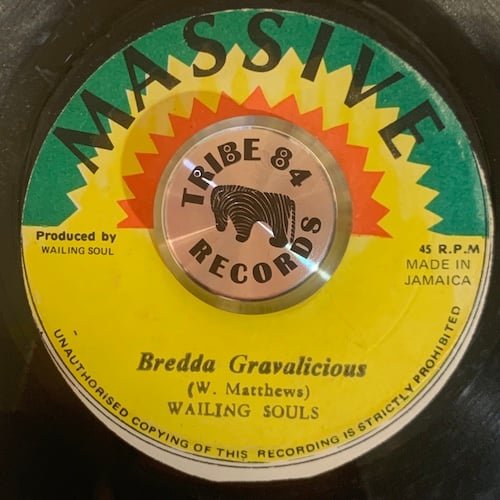 MASSIVE
TRIBE 84
RECORDS
Produced by
WAILING SOUL
45 R.P.M
MADE IN
JAMAICA
Bredda Gravalicious
(W. Matthews)
WAILING SOULS
UNAUTHORISED COPYING OF THIS RECORDING IS STRICTLY PROHIBITED